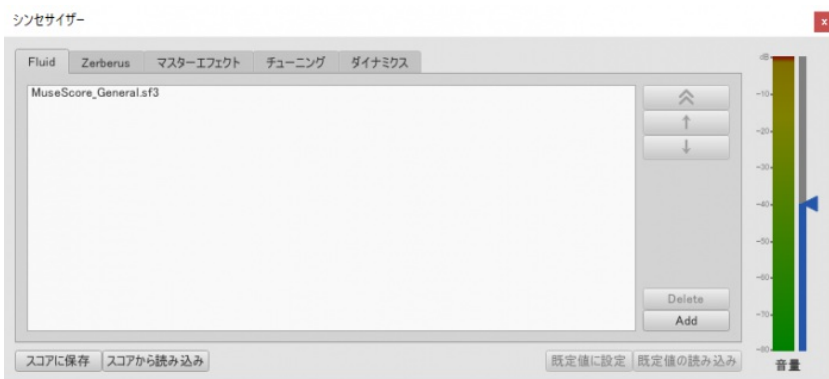 シンセサイザー
x
Fluid Zerberus マスターエフェクト チューニング ダイナミクス
MuseScore_General.sf3
Delete
Add
スコアに保存 スコアから読み込み 既定値に設定 既定値の読み込み
dB
-10
-20
-30
-40
-50
-60
-70
-80
音量